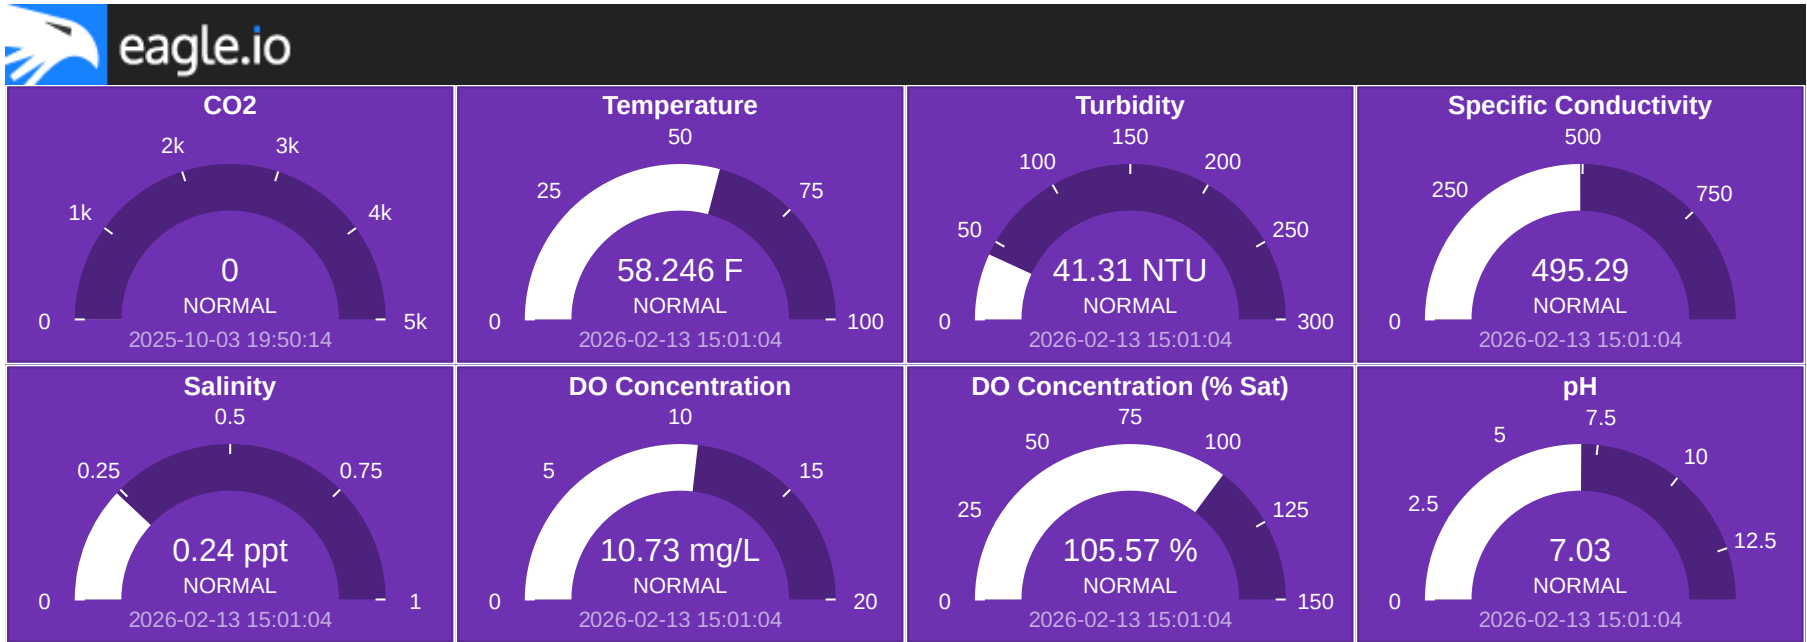 eagle.io
CO2
0
1k
2k
3k
4k
5k
0
NORMAL
2025-10-03 19:50:14
Temperature
0
25
50
75
100
58.246 F
NORMAL
2026-02-13 15:01:04
Turbidity
0
50
100
150
200
250
300
41.31 NTU
NORMAL
2026-02-13 15:01:04
Specific Conductivity
0
250
500
750
495.29
NORMAL
2026-02-13 15:01:04
Salinity
0
0.25
0.5
0.75
1
0.24 ppt
NORMAL
2026-02-13 15:01:04
DO Concentration
0
5
10
15
20
10.73 mg/L
NORMAL
2026-02-13 15:01:04
DO Concentration (% Sat)
0
25
50
75
100
125
150
105.57 %
NORMAL
2026-02-13 15:01:04
pH
0
2.5
5
7.5
10
12.5
7.03
NORMAL
2026-02-13 15:01:04